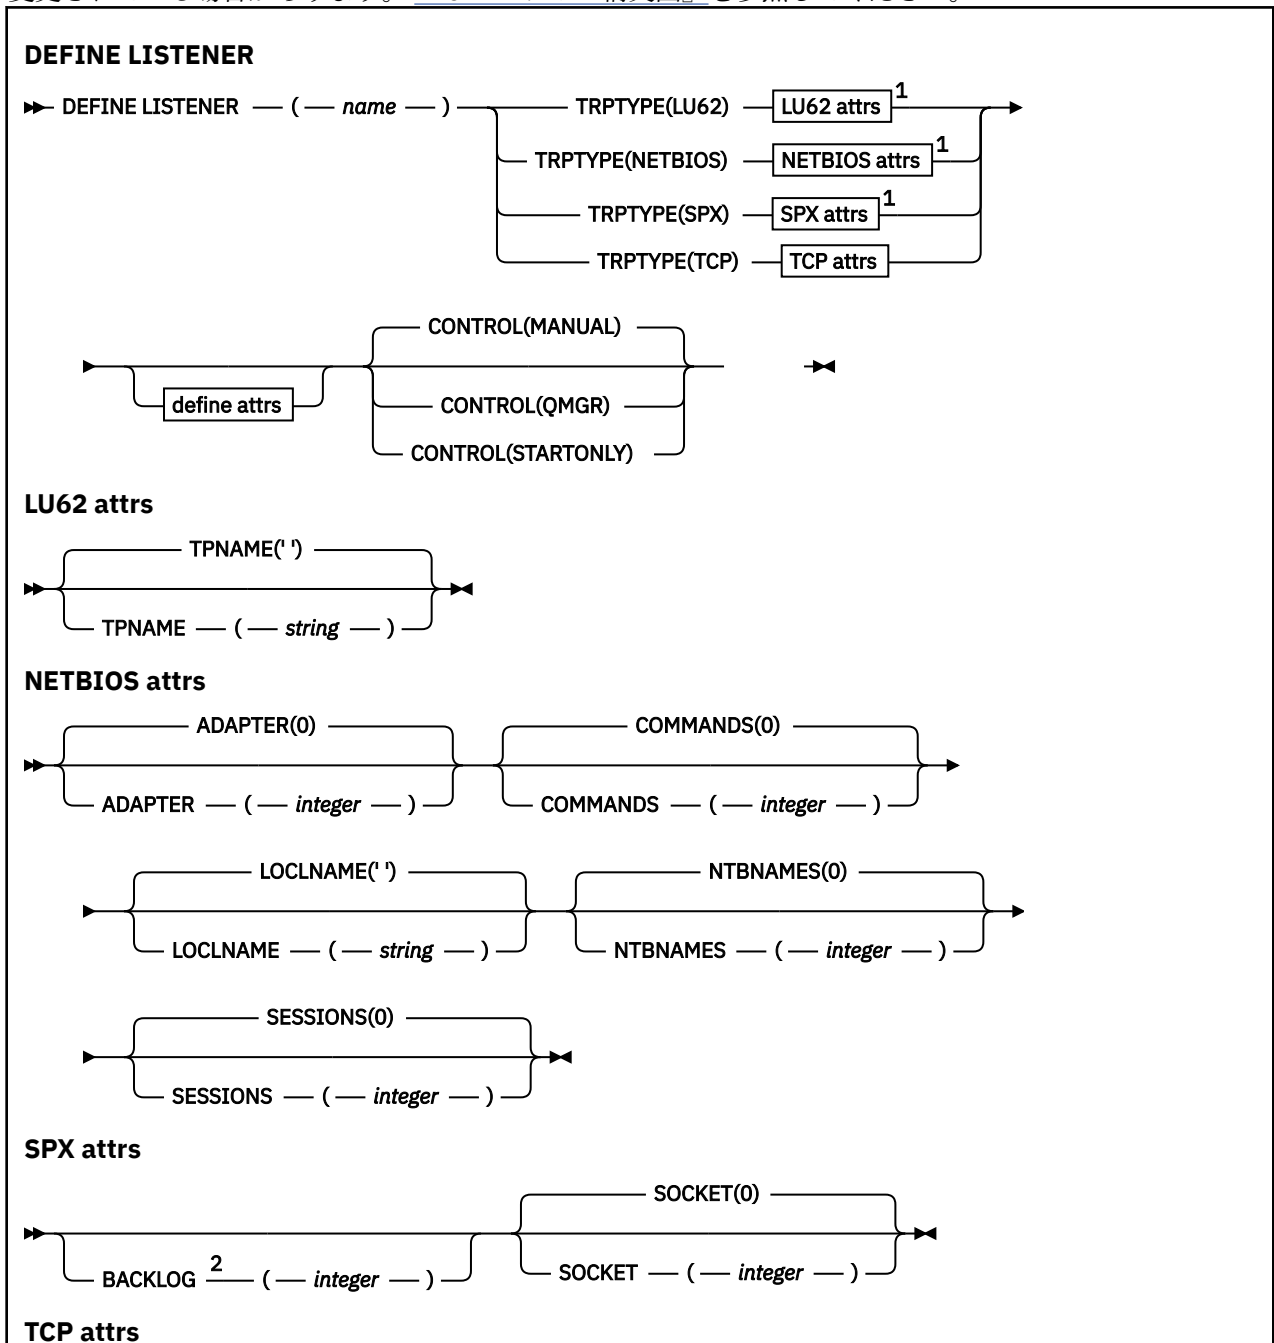 DEFINE LISTENER
DEFINE LISTENER ( name ) TRPTYPE(LU62) LU62 attrs 1
TRPTYPE(NETBIOS) NETBIOS attrs 1
TRPTYPE(SPX) SPX attrs 1
TRPTYPE(TCP) TCP attrs
CONTROL(MANUAL)
define attrs
CONTROL(QMGR)
CONTROL(STARTONLY)
LU62 attrs
TPNAME(' ')
TPNAME ( string )
NETBIOS attrs
ADAPTER(0) COMMANDS(0)
ADAPTER ( integer ) COMMANDS ( integer )
LOCLNAME(' ') NTBNAMES(0)
LOCLNAME ( string ) NTBNAMES ( integer )
SESSIONS(0)
SESSIONS ( integer )
SPX attrs
SOCKET(0)
BACKLOG 2 ( integer ) SOCKET ( integer )
TCP attrs